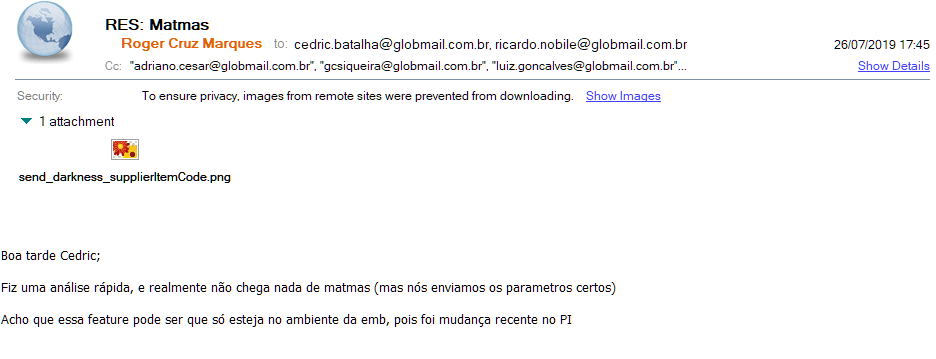 RES: Matmas
Roger Cruz Marques to: cedric.batalha@globmail.com.br, ricardo.nobile@globmail.com.br 26/07/2019 17:45
Cc: "adriano.cesar@globmail.com.br", "gcsiqueira@globmail.com.br", "luiz.goncalves@globmail.com.br"... Show Details
Security: To ensure privacy, images from remote sites were prevented from downloading. Show Images
1 attachment
send_darkness_supplierItemCode.png
Boa tarde Cedric;
Fiz uma análise rápida, e realmente não chega nada de matmas (mas nós enviamos os parametros certos)
Acho que essa feature pode ser que só esteja no ambiente da emb, pois foi mudança recente no PI